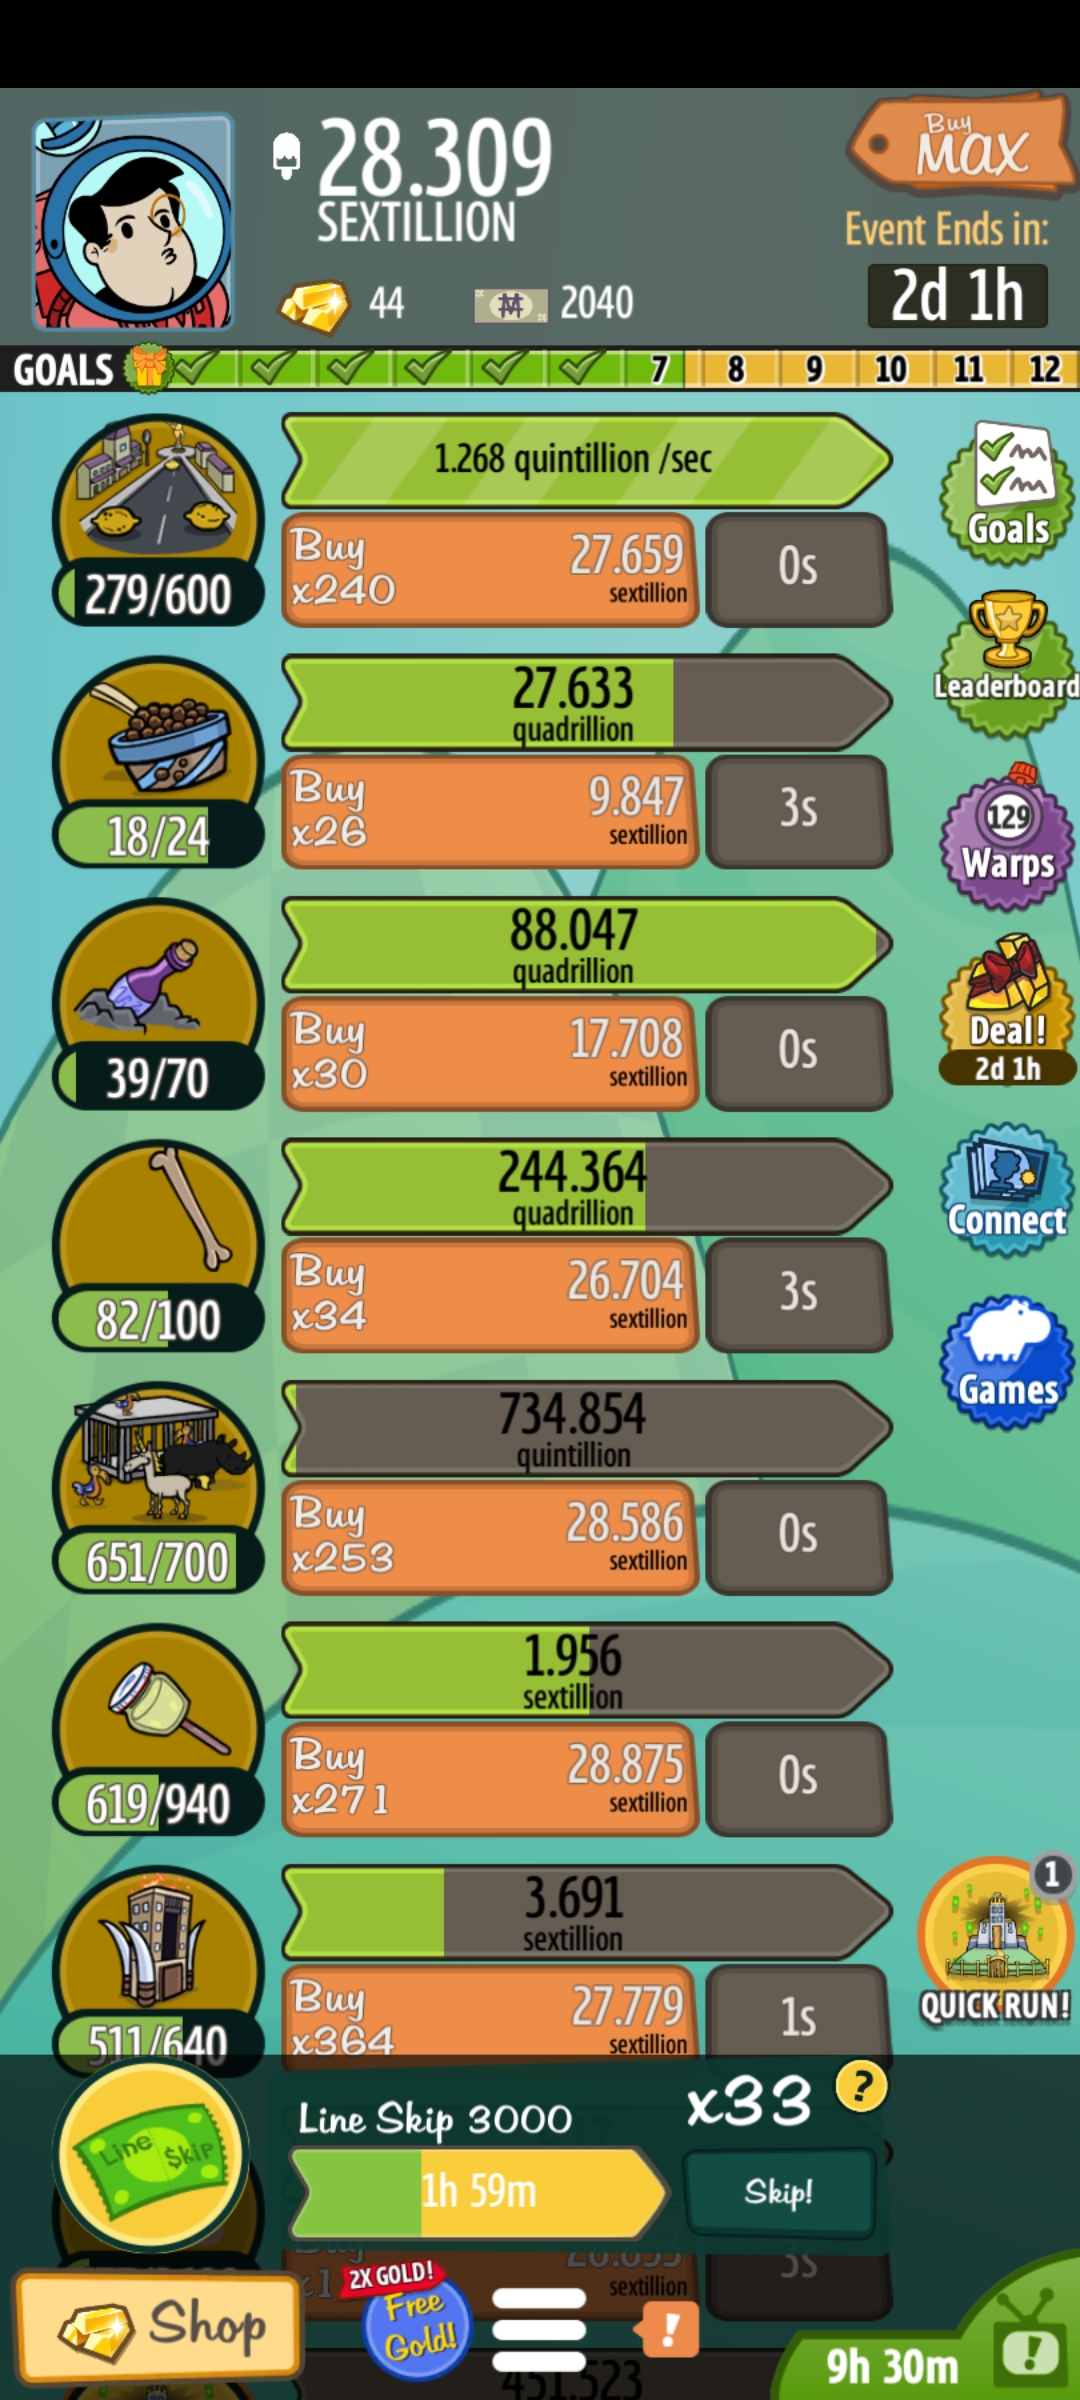 28.309
SEXTILLION
Buy
MAX
Event Ends in:
2d 1h
44
2040
GOALS
7 8 9 10 11 12
1.268 quintillion /sec
Buy
x240
27.659
sextillion
0s
279/600
Goals
27.633
quadrillion
Buy
x26
9.847
sextillion
3s
18/24
Leaderboard
88.047
quadrillion
Buy
x30
17.708
sextillion
0s
39/70
129
Warps
Deal!
2d 1h
244.364
quadrillion
Buy
x34
26.704
sextillion
3s
82/100
Connect
734.854
quintillion
Buy
x253
28.586
sextillion
0s
651/700
Games
1.956
sextillion
Buy
x271
28.875
sextillion
0s
619/940
3.691
sextillion
Buy
x364
27.779
sextillion
1s
511/640
1
QUICK RUN!
Line Skip
Line Skip 3000
x33
?
1h 59m
Skip!
sextillion
3s
Shop
2X GOLD!
Free
Gold!
!
9h 30m
!
451.523